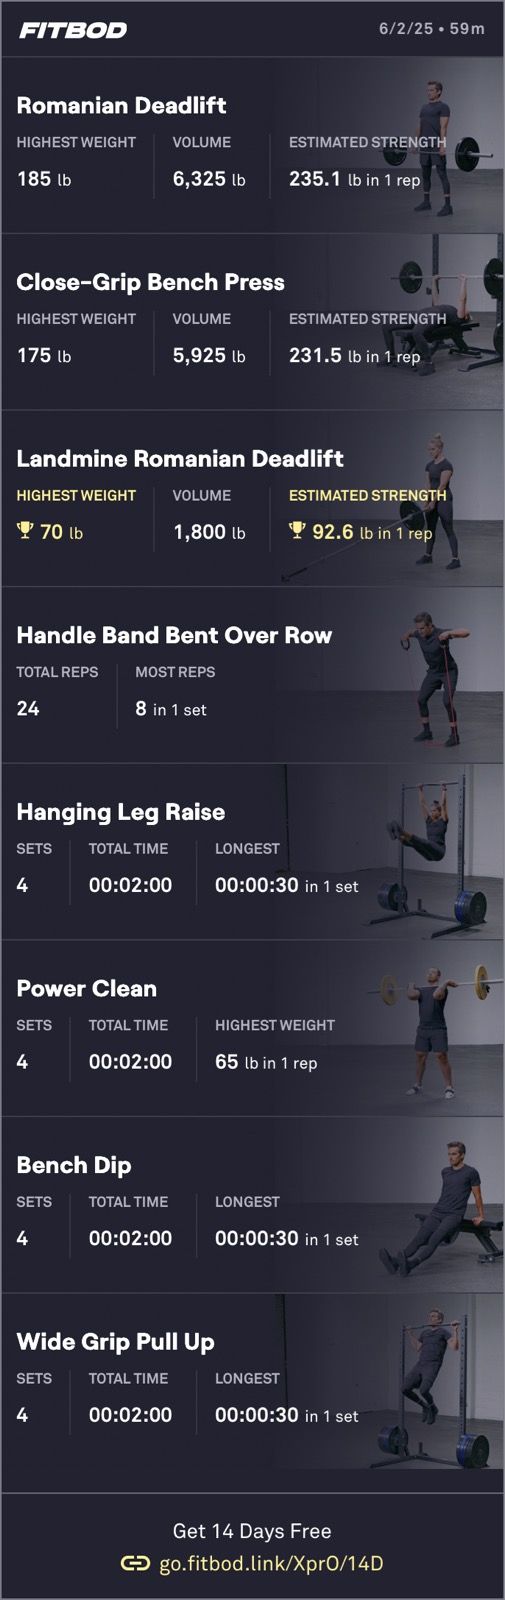 FITBOD 6/2/25 • 59m
Romanian Deadlift
HIGHEST WEIGHT VOLUME ESTIMATED STRENGTH
185 lb 6,325 lb 235.1 lb in 1 rep
Close-Grip Bench Press
HIGHEST WEIGHT VOLUME ESTIMATED STRENGTH
175 lb 5,925 lb 231.5 lb in 1 rep
Landmine Romanian Deadlift
HIGHEST WEIGHT VOLUME ESTIMATED STRENGTH
70 lb 1,800 lb 92.6 lb in 1 rep
Handle Band Bent Over Row
TOTAL REPS MOST REPS
24 8 in 1 set
Hanging Leg Raise
SETS TOTAL TIME LONGEST
4 00:02:00 00:00:30 in 1 set
Power Clean
SETS TOTAL TIME HIGHEST WEIGHT
4 00:02:00 65 lb in 1 rep
Bench Dip
SETS TOTAL TIME LONGEST
4 00:02:00 00:00:30 in 1 set
Wide Grip Pull Up
SETS TOTAL TIME LONGEST
4 00:02:00 00:00:30 in 1 set
Get 14 Days Free
go.fitbod.link/XprO/14D